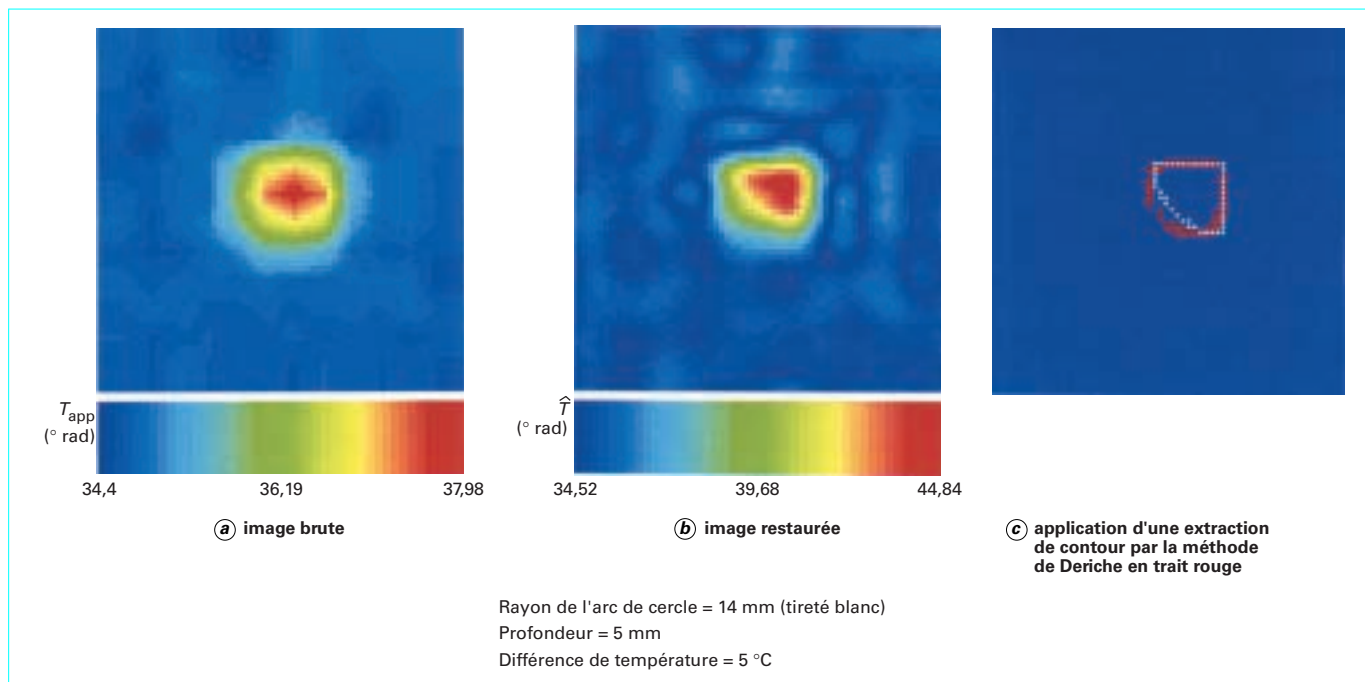 T app
(° rad)
34,4 36,19 37,98
T̂
(° rad)
34,52 39,68 44,84
a image brute
b image restaurée
c application d'une extraction
de contour par la méthode
de Deriche en trait rouge
Rayon de l'arc de cercle = 14 mm (tireté blanc)
Profondeur = 5 mm
Différence de température = 5 °C